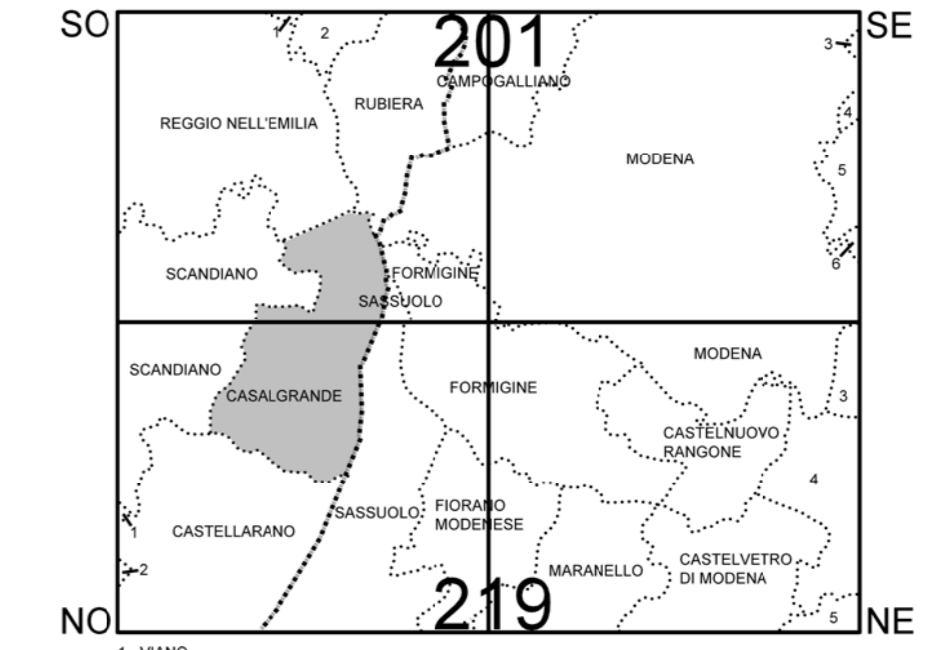 SO
201
SE
1
2
3
CAMPOGALLIANO
RUBIERA
4
REGGIO NELL'EMILIA
MODENA
5
6
SCANDIANO
FORMIGINE
SASSUOLO
MODENA
SCANDIANO
FORMIGINE
CASALGRANDE
3
CASTELNUOVO
RANGONE
4
SASSUOLO
FIORANO
MODENESE
CASTELLARANO
1
2
MARANELLO
CASTELVETRO
DI MODENA
219
5
NO
NE
1 - VIANO